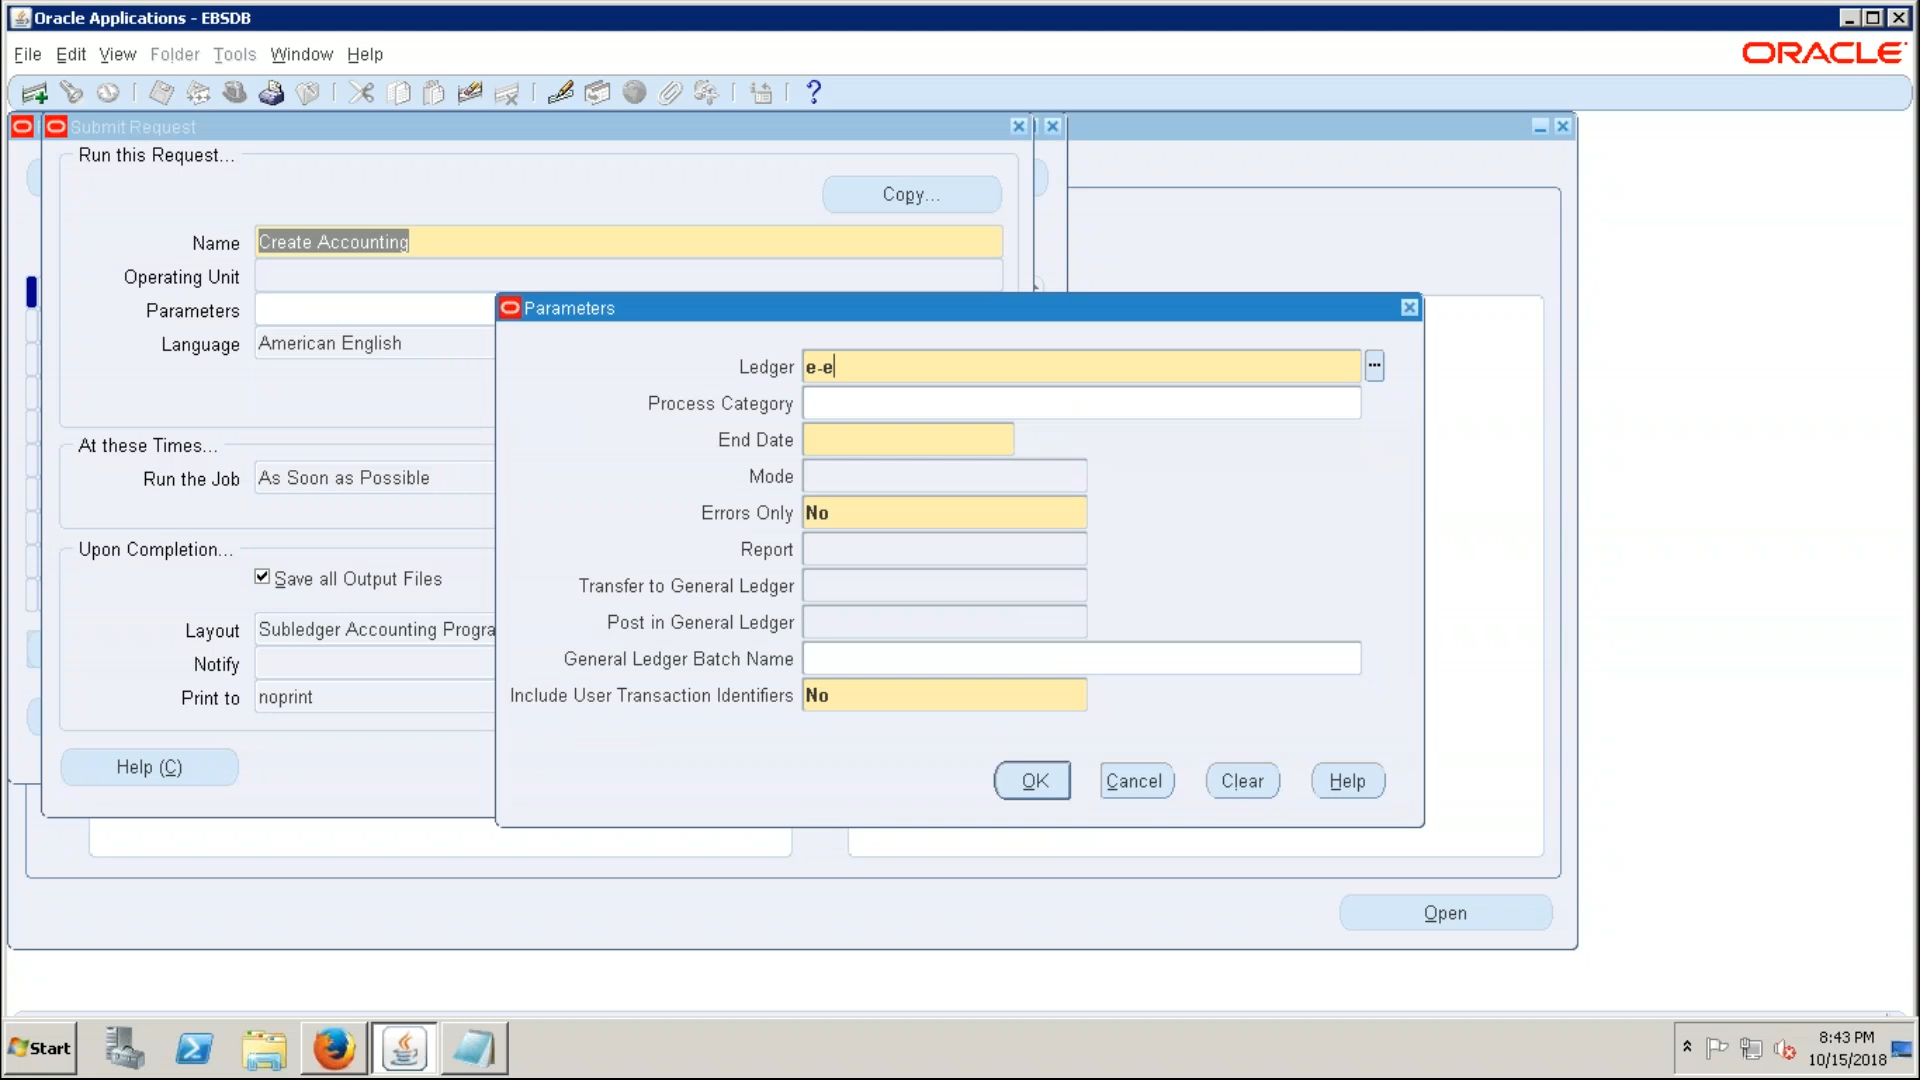 Oracle Applications - EBSDB
File Edit View Folder Tools Window Help
ORACLE
Submit Request
Run this Request...
Copy...
Name Create Accounting
Operating Unit
Parameters
Language American English
At these Times...
Run the Job As Soon as Possible
Upon Completion...
Save all Output Files
Layout Subledger Accounting Progra
Notify
Print to noprint
Help (C)
Parameters
Ledger e-e
Process Category
End Date
Mode
Errors Only No
Report
Transfer to General Ledger
Post in General Ledger
General Ledger Batch Name
Include User Transaction Identifiers No
OK Cancel Clear Help
Open
Start
8:43 PM
10/15/2018